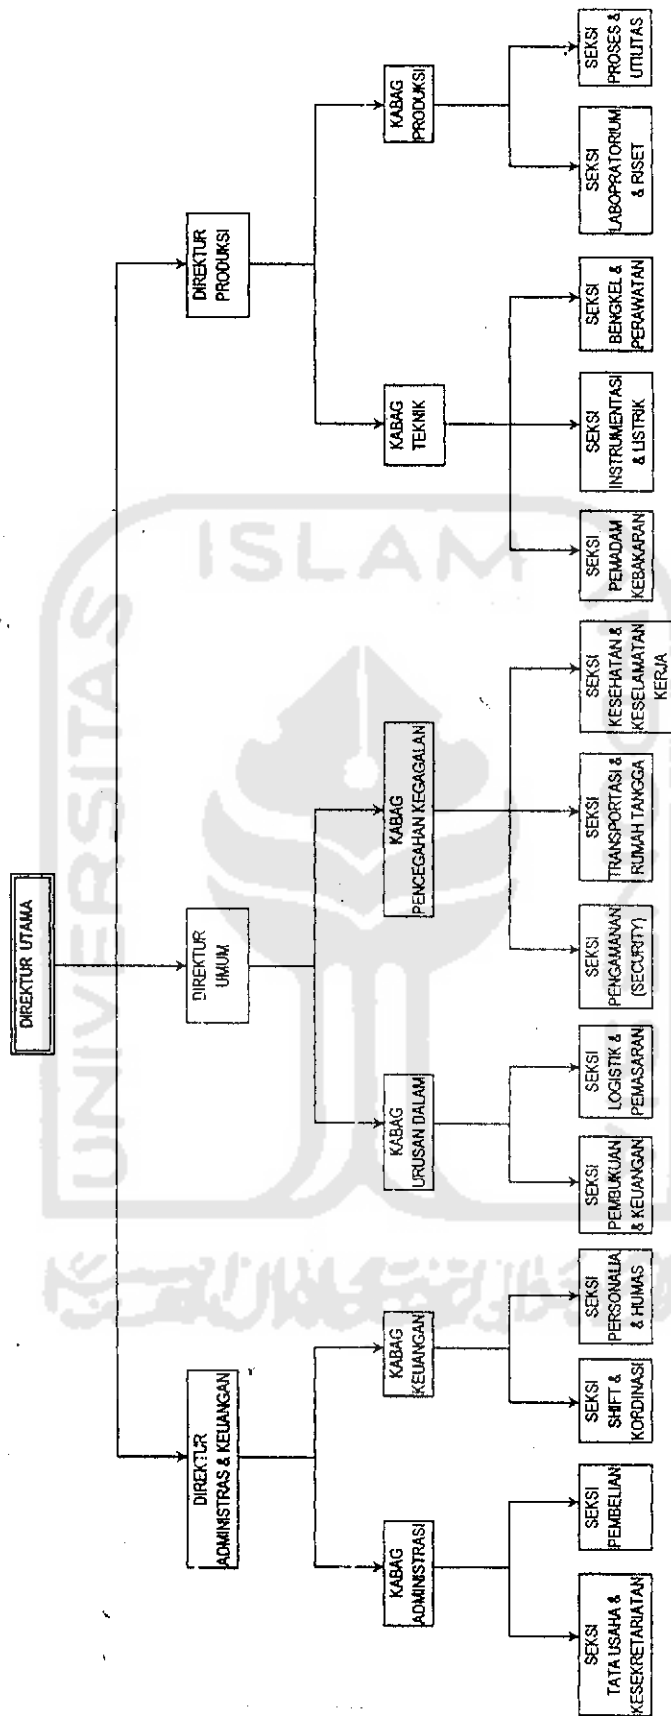 DIREKTUR UTAMA
DIREKTUR
ADMINISTRAS & KEUANGAN
DIREKTUR
UMUM
DIREKTUR
PRODUKSI
KABAG
ADMINISTRASI
KABAG
KEUANGAN
KABAG
URUSAN DALAM
KABAG
PENCEGAHAN KEGAGALAN
KABAG
TEKNIK
KABAG
PRODUKSI
SEKSI
TATA USAHA &
KESEKRETARIATAN
SEKSI
PEMBELIAN
SEKSI
SHIFT &
KORDINASI
SEKSI
PERSONALIA
& HUMAS
SEKSI
PEMBUKUAN
& KEUANGAN
SEKSI
LOGISTIK &
PEMASARAN
SEKSI
PENGAMANAN
(SECURITY)
SEKSI
TRANSPORTASI &
RUMAH TANGGA
SEKSI
KESEHATAN &
KESELAMATAN
KERJA
SEKSI
PEMADAM
KEBAKARAN
SEKSI
INSTRUMENTASI
& LISTRIK
SEKSI
BENGKEL &
PERAWATAN
SEKSI
LABOPRATORIUM
& RISET
SEKSI
PROSES &
UTILITAS
UNIVERSITAS
ISLAM